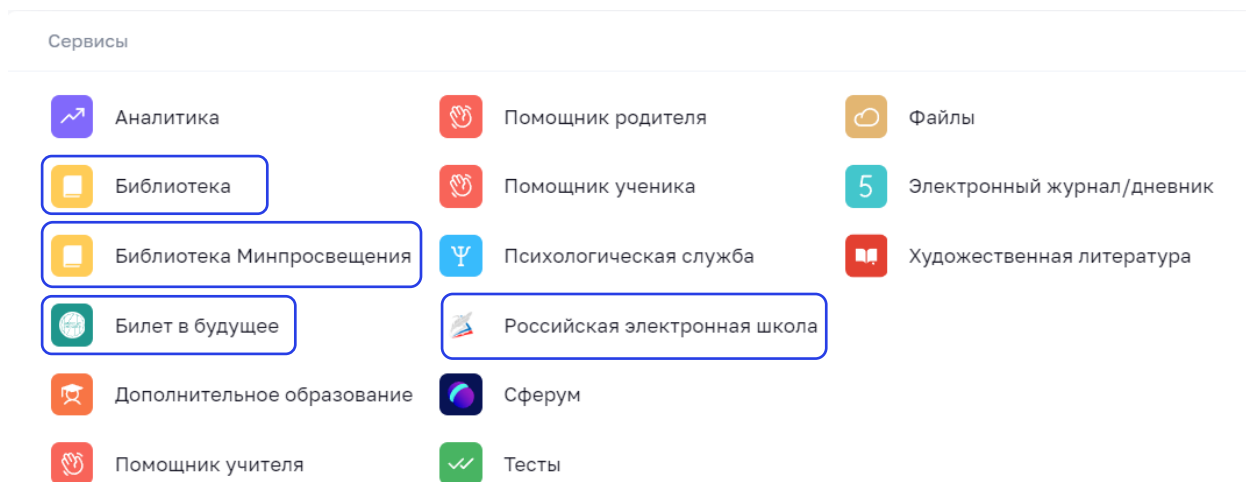 Сервисы
Аналитика
Библиотека
Библиотека Минпросвещения
Билет в будущее
Дополнительное образование
Помощник учителя
Помощник родителя
Помощник ученика
Психологическая служба
Российская электронная школа
Сферум
Тесты
Файлы
5 Электронный журнал/дневник
Художественная литература